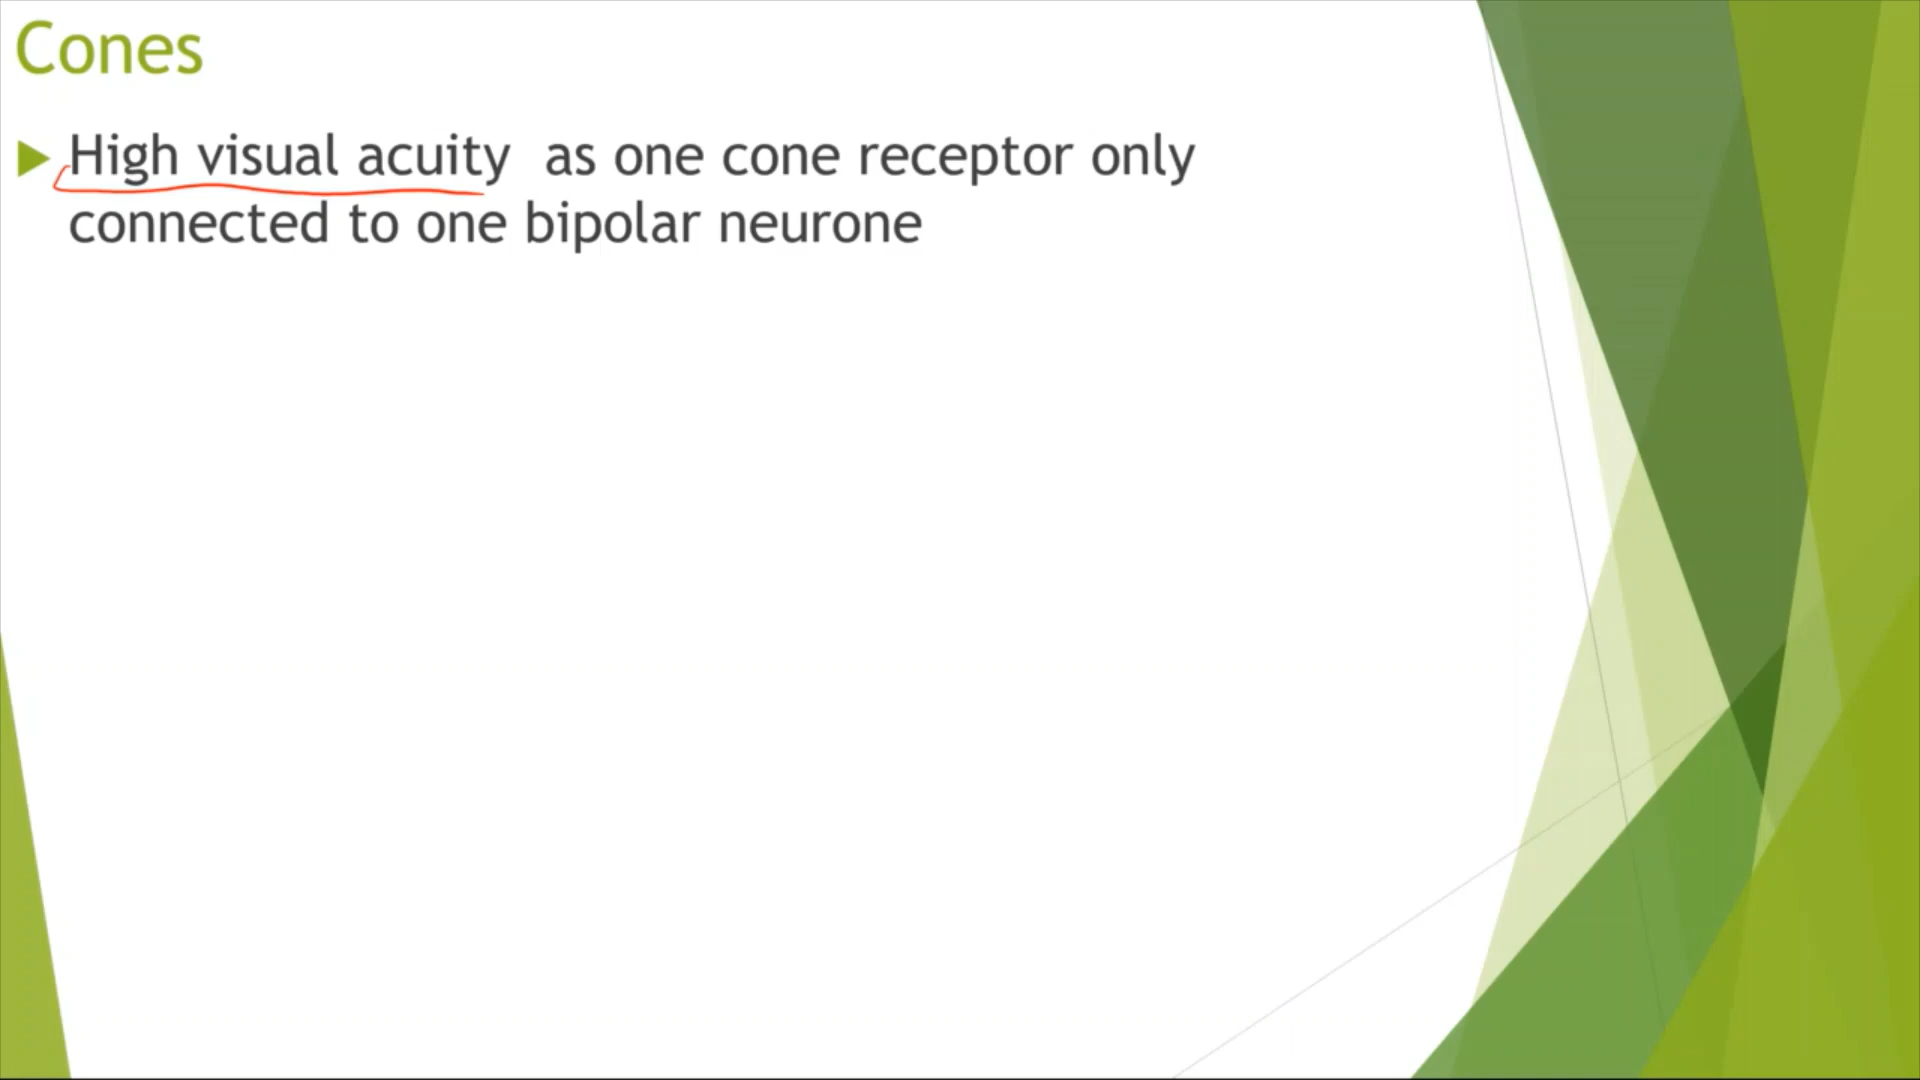 Cones
High visual acuity as one cone receptor only
connected to one bipolar neurone